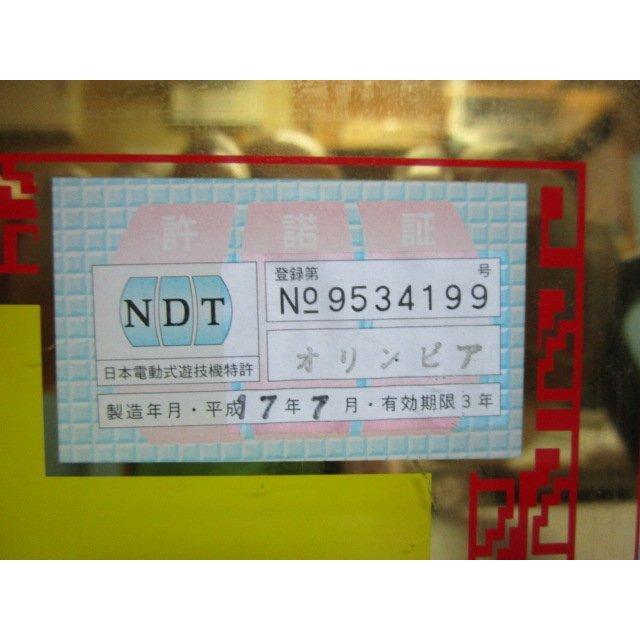 許諾証
NDT
日本電動式遊技機特許
登録第 号
№9534199
オリンピア
製造年月・平成17年7月・有効期限3年